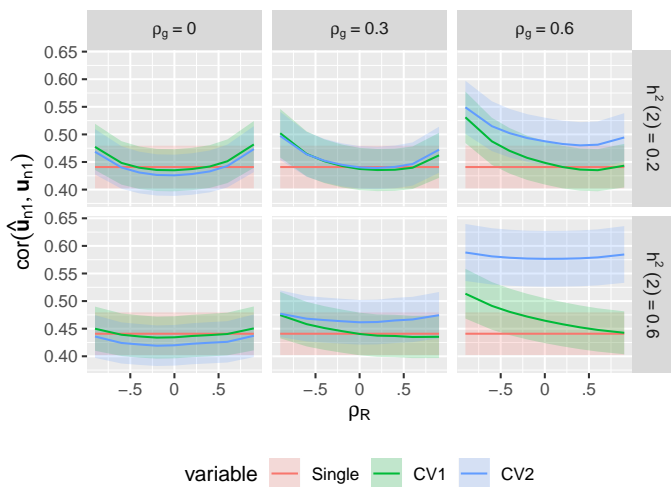 ρg = 0
ρg = 0.3
ρg = 0.6
0.65
0.60
0.55
0.50
0.45
0.40
h²(2) = 0.2
0.65
0.60
0.55
0.50
0.45
0.40
h²(2) = 0.6
cor(ûn1, un1)
-.5 0 .5
-.5 0 .5
-.5 0 .5
ρR
variable Single CV1 CV2